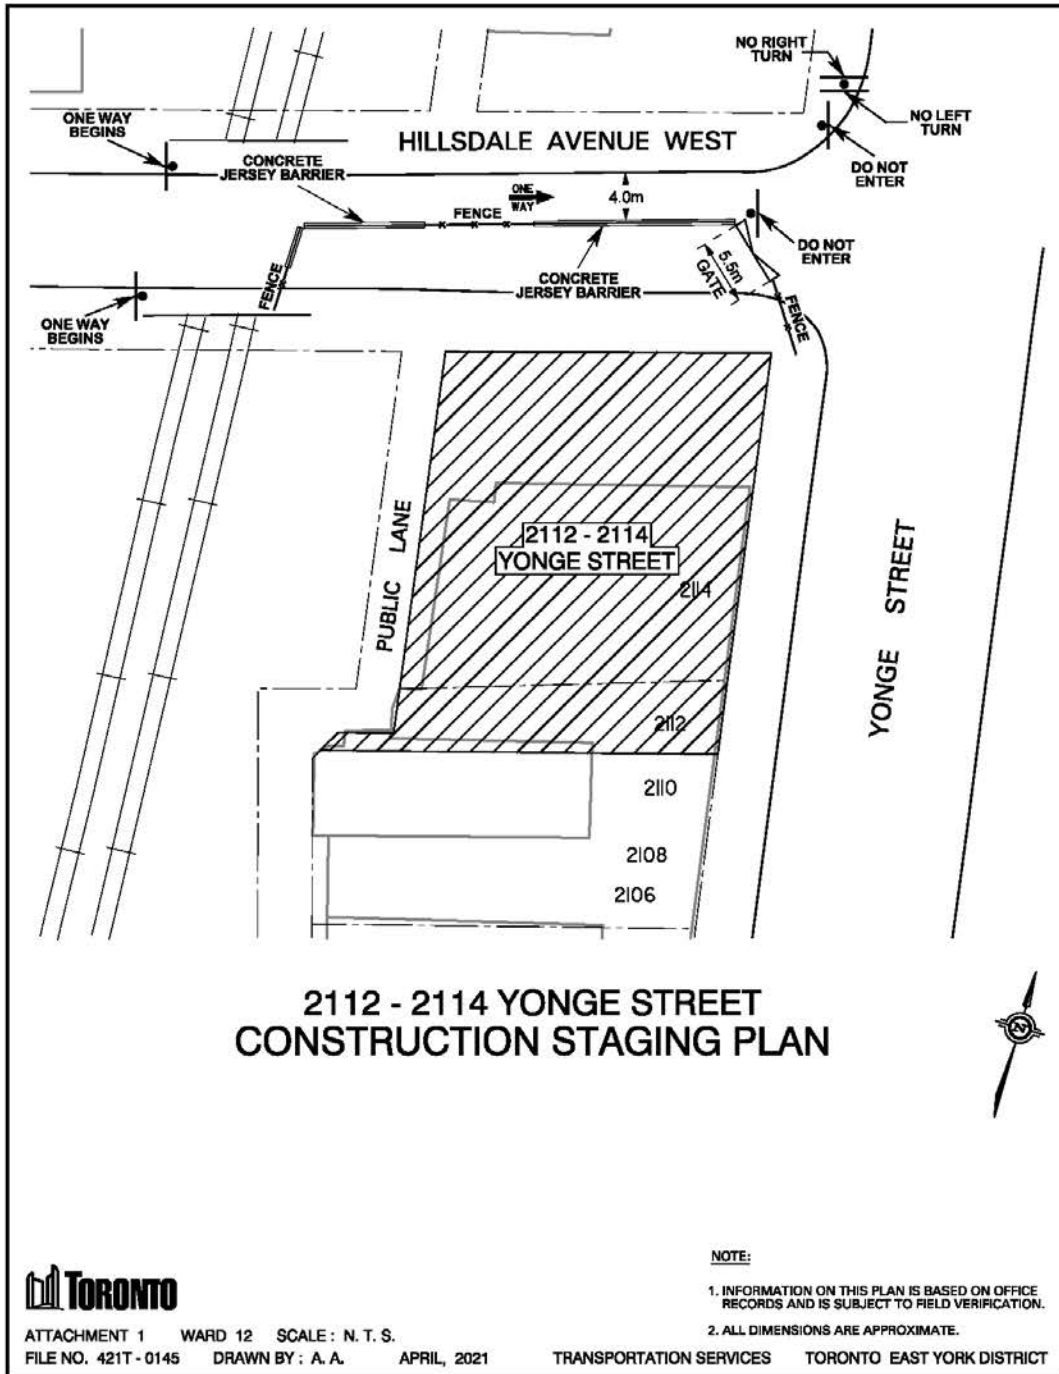 NO RIGHT
TURN
NO LEFT
TURN
ONE WAY
BEGINS
HILLSDALE AVENUE WEST
DO NOT
ENTER
CONCRETE
JERSEY BARRIER
ONE
WAY
4.0m
FENCE
DO NOT
ENTER
5.5m
GATE
FENCE
CONCRETE
JERSEY BARRIER
FENCE
ONE WAY
BEGINS
PUBLIC LANE
2112 - 2114
YONGE STREET
2114
YONGE STREET
2112
2110
2108
2106
2112 - 2114 YONGE STREET
CONSTRUCTION STAGING PLAN
N
TORONTO
NOTE:
1. INFORMATION ON THIS PLAN IS BASED ON OFFICE
RECORDS AND IS SUBJECT TO FIELD VERIFICATION.
2. ALL DIMENSIONS ARE APPROXIMATE.
ATTACHMENT 1 WARD 12 SCALE : N. T. S.
FILE NO. 421T - 0145 DRAWN BY : A. A. APRIL, 2021 TRANSPORTATION SERVICES TORONTO EAST YORK DISTRICT